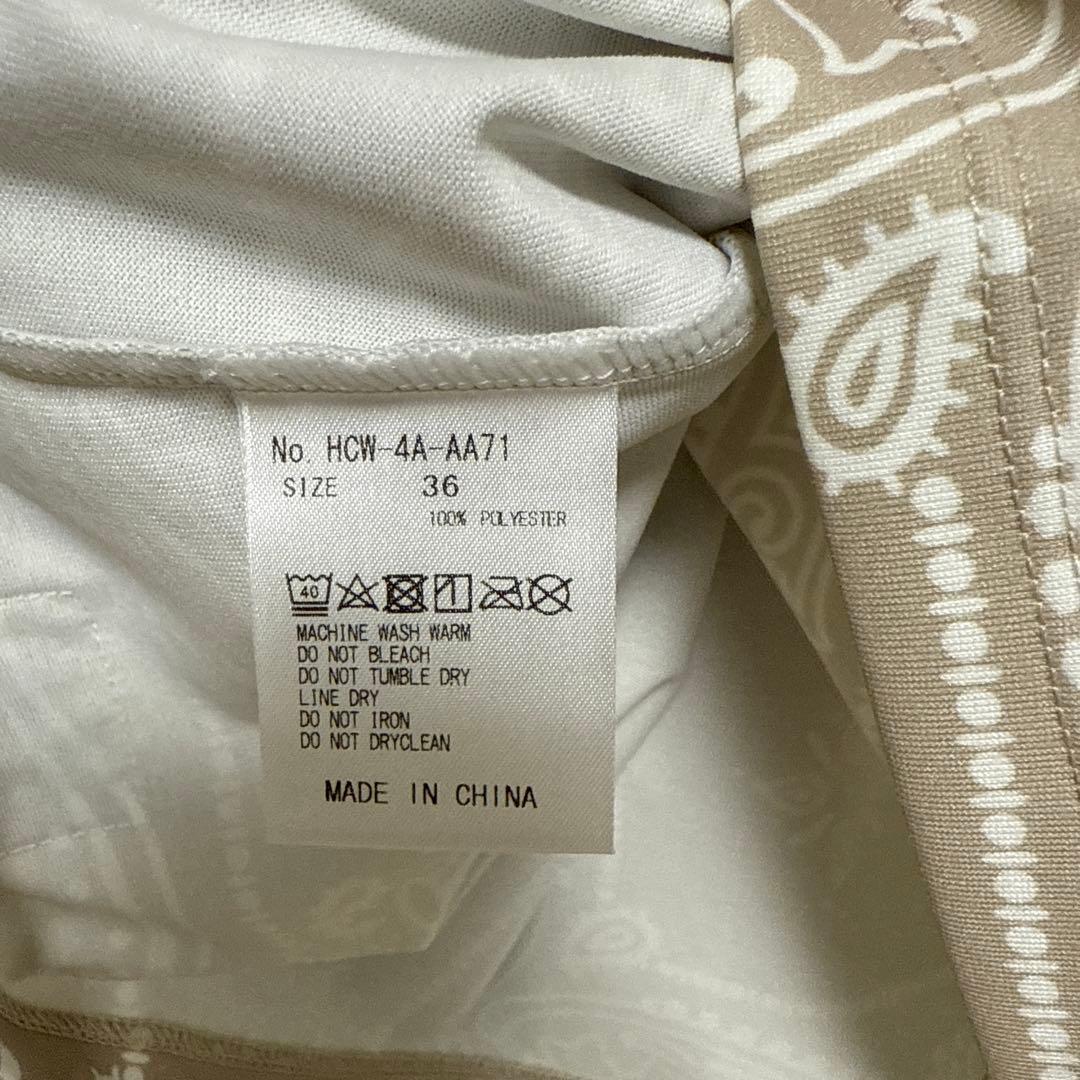 No. HCW-4A-AA71
SIZE 36
100% POLYESTER
40
MACHINE WASH WARM
DO NOT BLEACH
DO NOT TUMBLE DRY
LINE DRY
DO NOT IRON
DO NOT DRYCLEAN
MADE IN CHINA